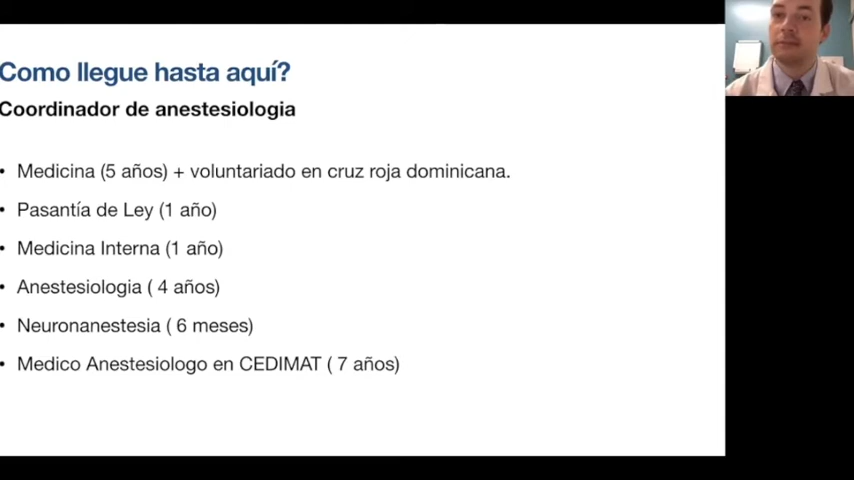 Como llegue hasta aquí?
Coordinador de anestesiologia
• Medicina (5 años) + voluntariado en cruz roja dominicana.
• Pasantía de Ley (1 año)
• Medicina Interna (1 año)
• Anestesiologia ( 4 años)
• Neuronanestesia ( 6 meses)
• Medico Anestesiologo en CEDIMAT ( 7 años)